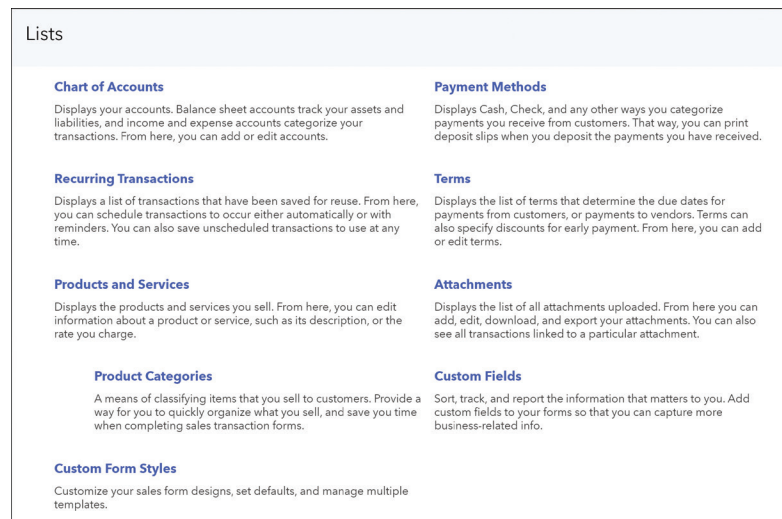 Lists
Chart of Accounts
Displays your accounts. Balance sheet accounts track your assets and
liabilities, and income and expense accounts categorize your
transactions. From here, you can add or edit accounts.
Recurring Transactions
Displays a list of transactions that have been saved for reuse. From here,
you can schedule transactions to occur either automatically or with
reminders. You can also save unscheduled transactions to use at any
time.
Products and Services
Displays the products and services you sell. From here, you can edit
information about a product or service, such as its description, or the
rate you charge.
Product Categories
A means of classifying items that you sell to customers. Provide a
way for you to quickly organize what you sell, and save you time
when completing sales transaction forms.
Custom Form Styles
Customize your sales form designs, set defaults, and manage multiple
templates.
Payment Methods
Displays Cash, Check, and any other ways you categorize
payments you receive from customers. That way, you can print
deposit slips when you deposit the payments you have received.
Terms
Displays the list of terms that determine the due dates for
payments from customers, or payments to vendors. Terms can
also specify discounts for early payment. From here, you can add
or edit terms.
Attachments
Displays the list of all attachments uploaded. From here you can
add, edit, download, and export your attachments. You can also
see all transactions linked to a particular attachment.
Custom Fields
Sort, track, and report the information that matters to you. Add
custom fields to your forms so that you can capture more
business-related info.